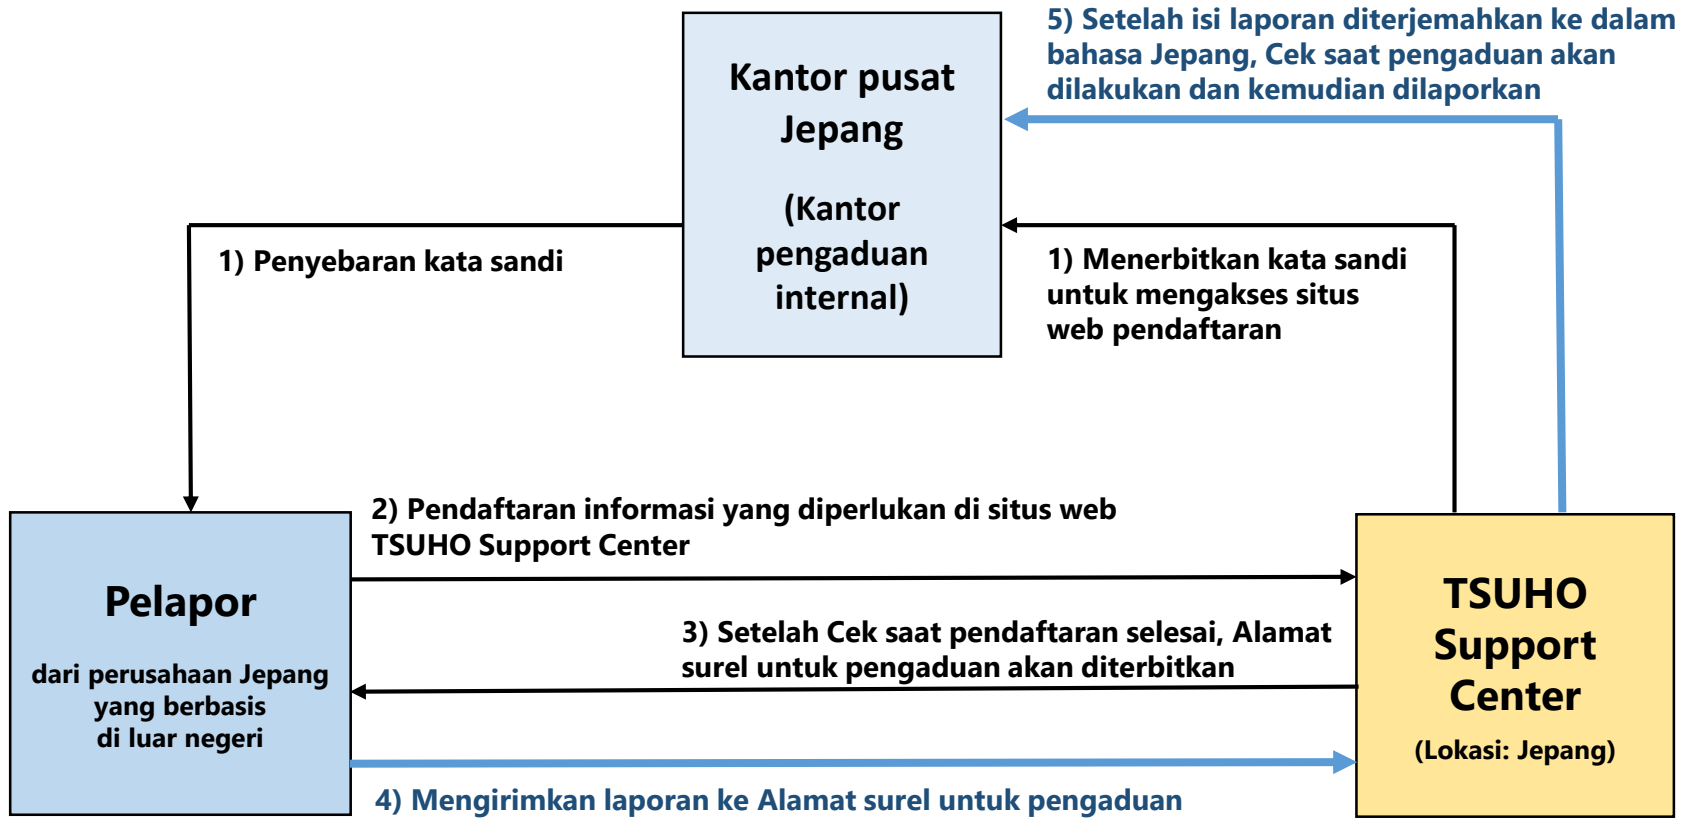 5) Setelah isi laporan diterjemahkan ke dalam
bahasa Jepang, Cek saat pengaduan akan
dilakukan dan kemudian dilaporkan
Kantor pusat
Jepang
(Kantor
pengaduan
internal)
1) Penyebaran kata sandi
1) Menerbitkan kata sandi
untuk mengakses situs
web pendaftaran
2) Pendaftaran informasi yang diperlukan di situs web
TSUHO Support Center
Pelapor
dari perusahaan Jepang
yang berbasis
di luar negeri
3) Setelah Cek saat pendaftaran selesai, Alamat
surel untuk pengaduan akan diterbitkan
TSUHO
Support
Center
(Lokasi: Jepang)
4) Mengirimkan laporan ke Alamat surel untuk pengaduan